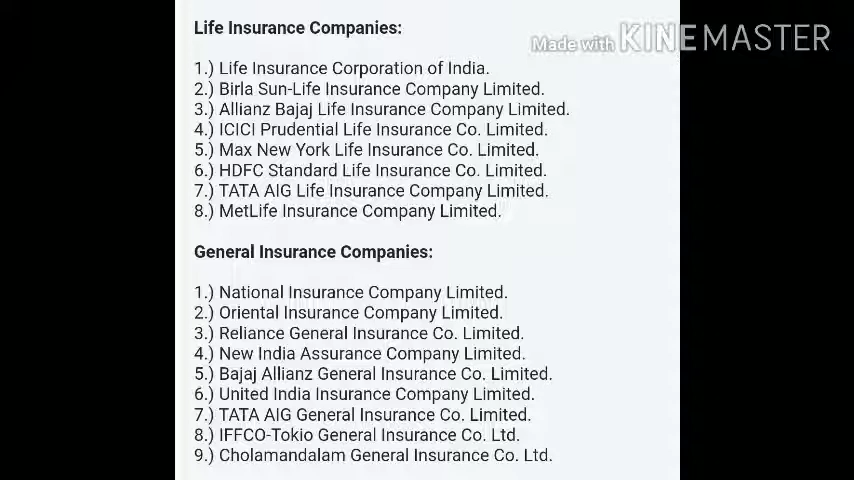 Life Insurance Companies:
Made with KINEMASTER
1.) Life Insurance Corporation of India.
2.) Birla Sun-Life Insurance Company Limited.
3.) Allianz Bajaj Life Insurance Company Limited.
4.) ICICI Prudential Life Insurance Co. Limited.
5.) Max New York Life Insurance Co. Limited.
6.) HDFC Standard Life Insurance Co. Limited.
7.) TATA AIG Life Insurance Company Limited.
8.) MetLife Insurance Company Limited.
General Insurance Companies:
1.) National Insurance Company Limited.
2.) Oriental Insurance Company Limited.
3.) Reliance General Insurance Co. Limited.
4.) New India Assurance Company Limited.
5.) Bajaj Allianz General Insurance Co. Limited.
6.) United India Insurance Company Limited.
7.) TATA AIG General Insurance Co. Limited.
8.) IFFCO-Tokio General Insurance Co. Ltd.
9.) Cholamandalam General Insurance Co. Ltd.